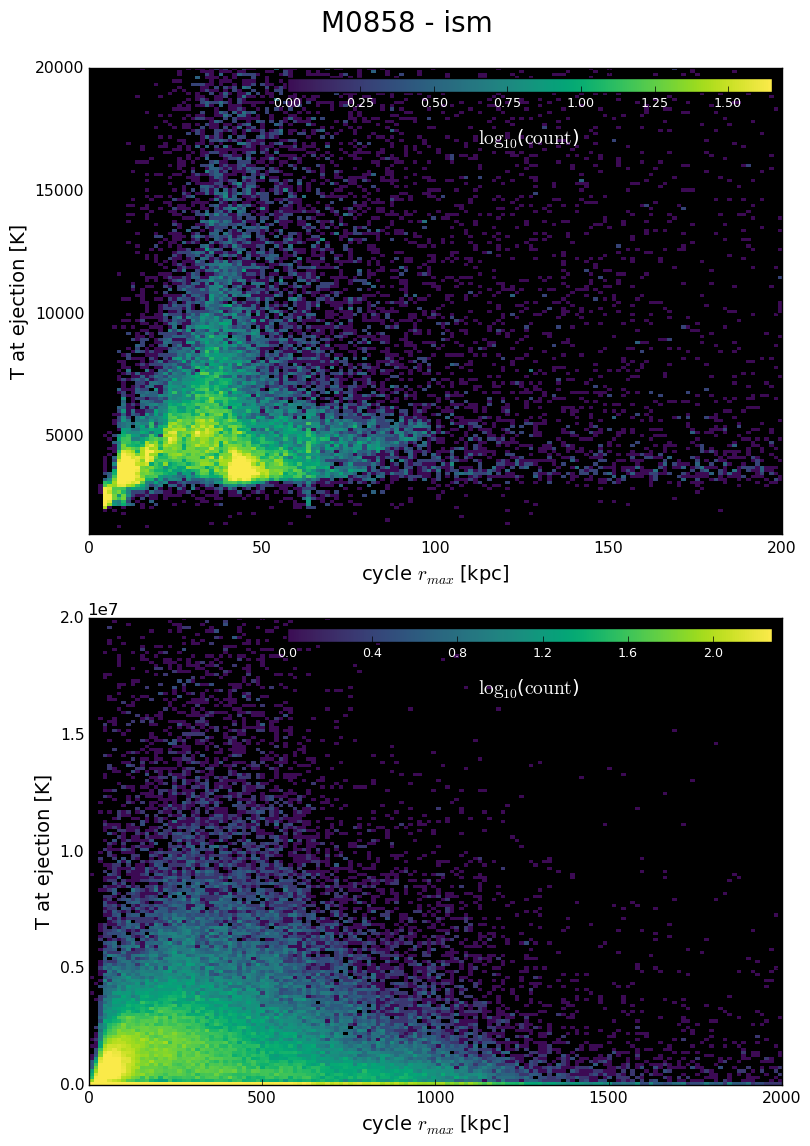 M0858 - ism
20000
15000
10000
5000
T at ejection [K]
0.00 0.25 0.50 0.75 1.00 1.25 1.50
log10(count)
0 50 100 150 200
cycle rmax [kpc]
1e7
2.0
1.5
1.0
0.5
0.0
T at ejection [K]
0.0 0.4 0.8 1.2 1.6 2.0
log10(count)
0 500 1000 1500 2000
cycle rmax [kpc]